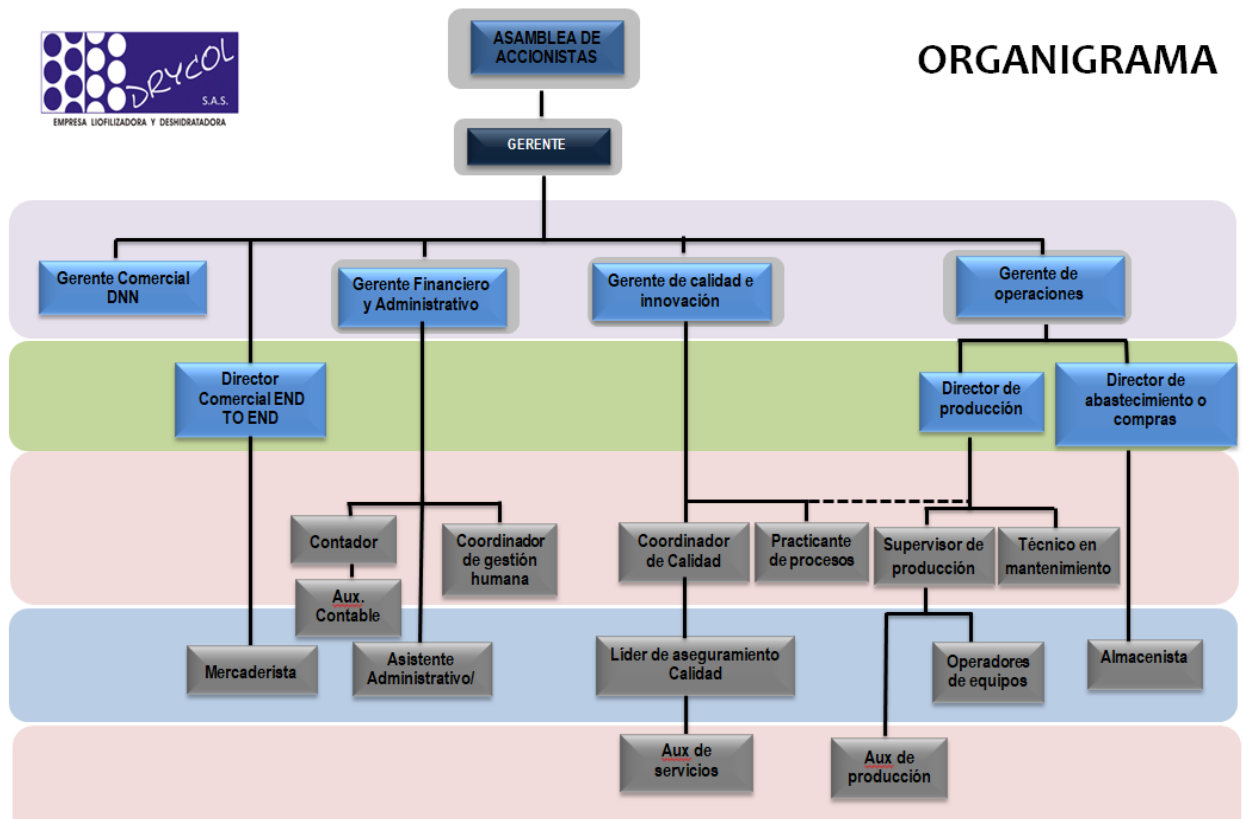 DRYCOL
S.A.S.
EMPRESA LIOFILIZADORA Y DESHIDRATADORA
ORGANIGRAMA
ASAMBLEA DE
ACCIONISTAS
GERENTE
Gerente Comercial
DNN
Gerente Financiero
y Administrativo
Gerente de calidad e
innovación
Gerente de
operaciones
Director
Comercial END
TO END
Director de
producción
Director de
abastecimiento o
compras
Contador
Coordinador
de gestión
humana
Coordinador
de Calidad
Practicante
de procesos
Supervisor de
producción
Técnico en
mantenimiento
Aux.
Contable
Mercaderista
Asistente
Administrativo/
Líder de aseguramiento
Calidad
Operadores
de equipos
Almacenista
Aux de
servicios
Aux de
producción